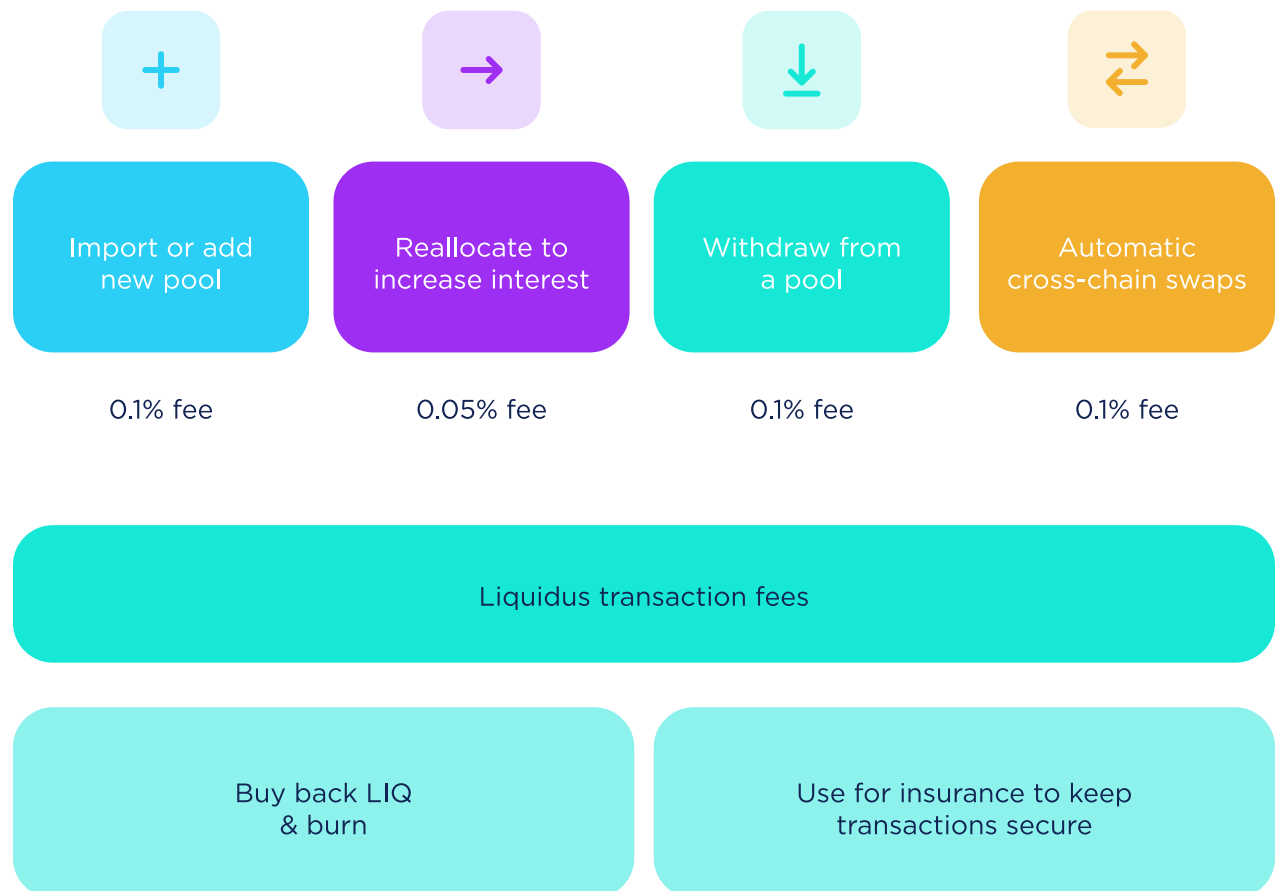 Import or add
new pool
Reallocate to
increase interest
Withdraw from
a pool
Automatic
cross-chain swaps
0.1% fee
0.05% fee
0.1% fee
0.1% fee
Liquidus transaction fees
Buy back LIQ
& burn
Use for insurance to keep
transactions secure